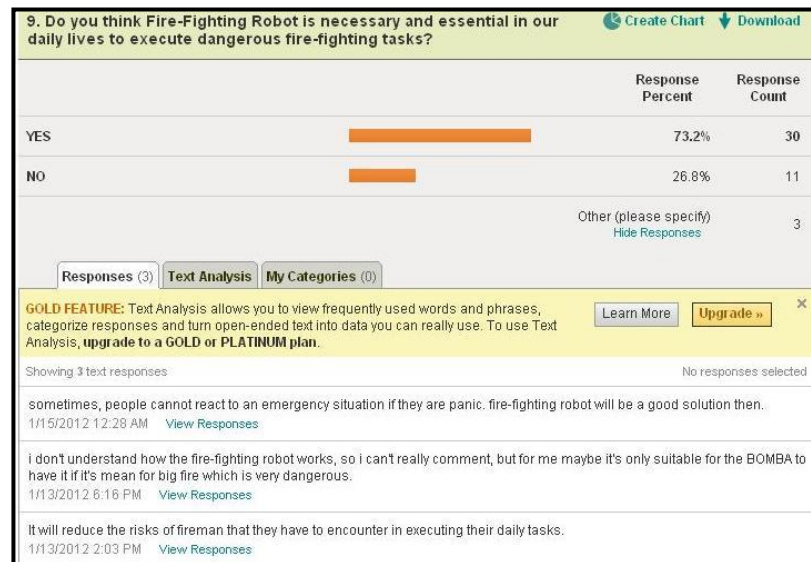 9. Do you think Fire-Fighting Robot is necessary and essential in our
daily lives to execute dangerous fire-fighting tasks?
Create Chart Download
Response Percent
Response Count
YES 73.2% 30
NO 26.8% 11
Other (please specify) 3
Hide Responses
Responses (3) Text Analysis My Categories (0)
GOLD FEATURE: Text Analysis allows you to view frequently used words and phrases,
categorize responses and turn open-ended text into data you can really use. To use Text
Analysis, upgrade to a GOLD or PLATINUM plan.
Learn More Upgrade »
Showing 3 text responses No responses selected
sometimes, people cannot react to an emergency situation if they are panic. fire-fighting robot will be a good solution then.
1/15/2012 12:28 AM View Responses
i don't understand how the fire-fighting robot works, so i can't really comment, but for me maybe it's only suitable for the BOMBA to
have it if it's mean for big fire which is very dangerous.
1/13/2012 6:16 PM View Responses
It will reduce the risks of fireman that they have to encounter in executing their daily tasks.
1/13/2012 2:03 PM View Responses